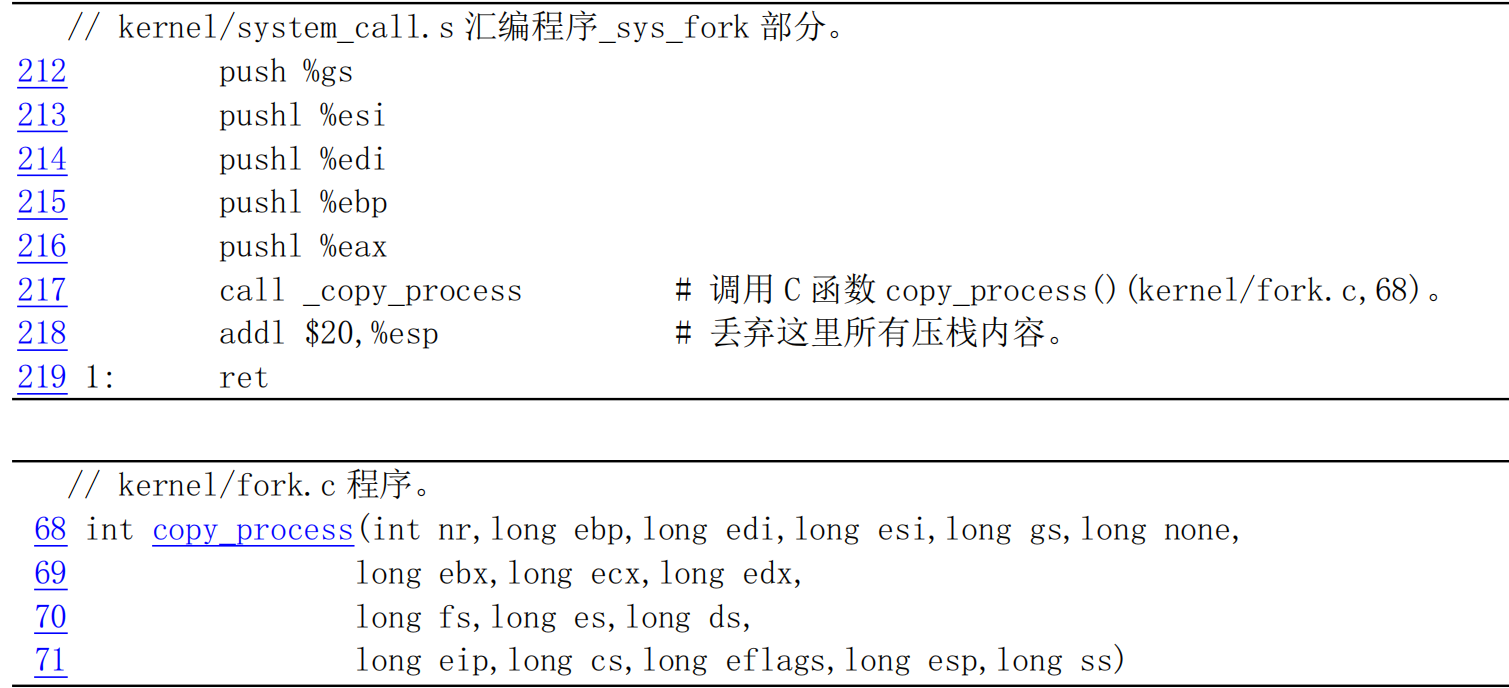 // kernel/system_call.s 汇编程序_sys_fork 部分。
212 push %gs
213 pushl %esi
214 pushl %edi
215 pushl %ebp
216 pushl %eax
217 call _copy_process # 调用 C 函数 copy_process()(kernel/fork.c,68)。
218 addl $20,%esp # 丢弃这里所有压栈内容。
219 1: ret
// kernel/fork.c 程序。
68 int copy_process(int nr,long ebp,long edi,long esi,long gs,long none,
69 long ebx,long ecx,long edx,
70 long fs,long es,long ds,
71 long eip,long cs,long eflags,long esp,long ss)